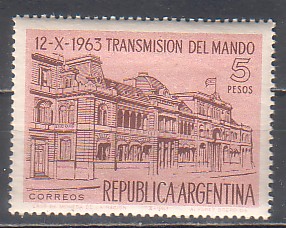 12-X-1963 TRANSMISION DEL MANDO
5
PESOS
CORREOS
REPUBLICA ARGENTINA